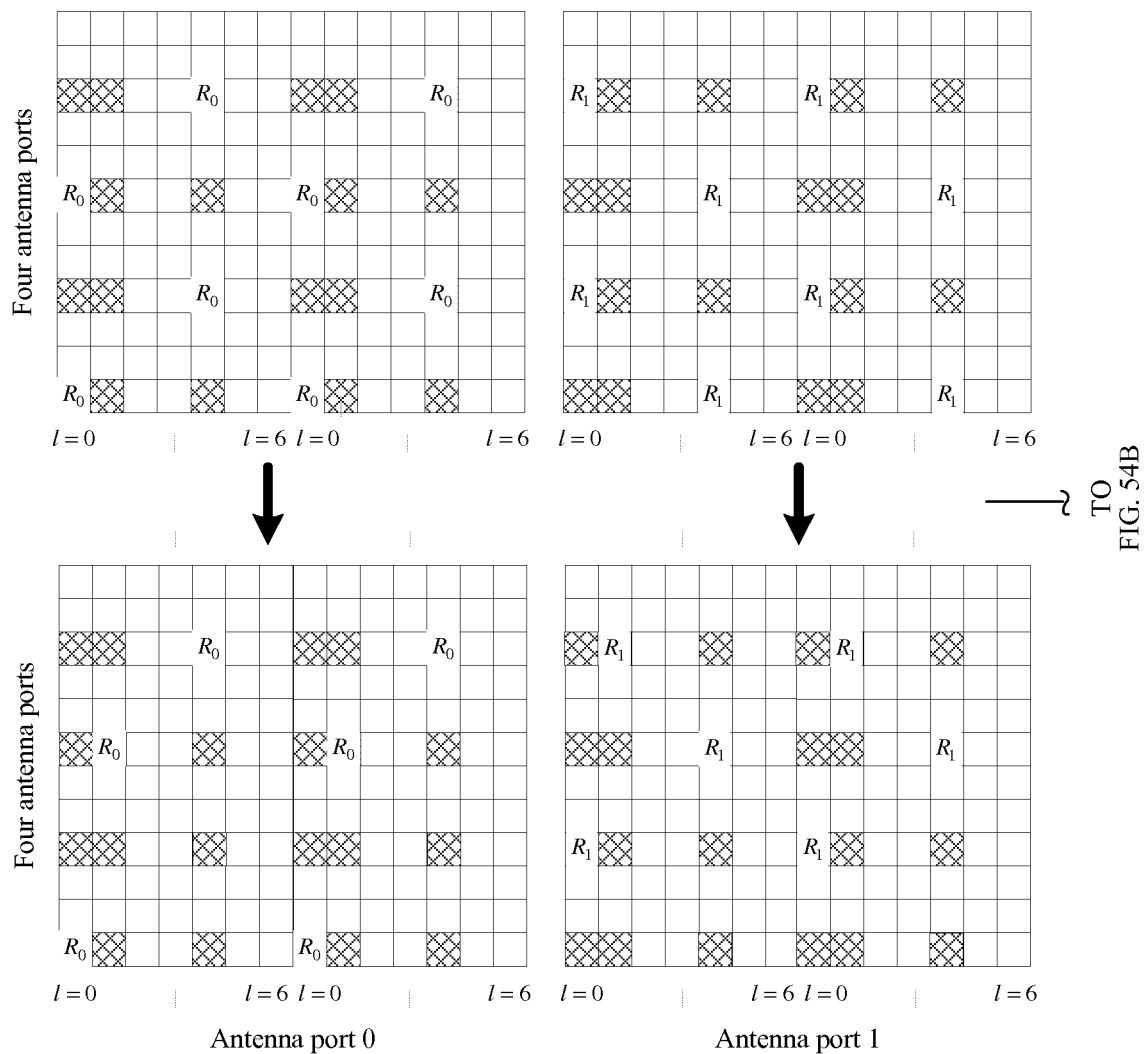 Four antenna ports
R0 R0 R1 R1
R0 R0 R1 R1
R0 R0 R1 R1
R0 R0 R1 R1
l = 0 l = 6 l = 0 l = 6 l = 0 l = 6 l = 0 l = 6
TO
FIG. 54B
Four antenna ports
R0 R0 R1 R1
R0 R0 R1 R1
R1 R1
R0 R0
l = 0 l = 6 l = 0 l = 6 l = 0 l = 6 l = 0 l = 6
Antenna port 0 Antenna port 1